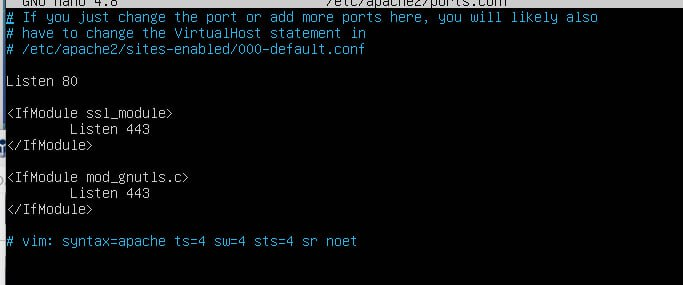 GNU nano 4.8 /etc/apache2/ports.conf
# If you just change the port or add more ports here, you will likely also
# have to change the VirtualHost statement in
# /etc/apache2/sites-enabled/000-default.conf
Listen 80
<IfModule ssl_module>
Listen 443
</IfModule>
<IfModule mod_gnutls.c>
Listen 443
</IfModule>
# vim: syntax=apache ts=4 sw=4 sts=4 sr noet